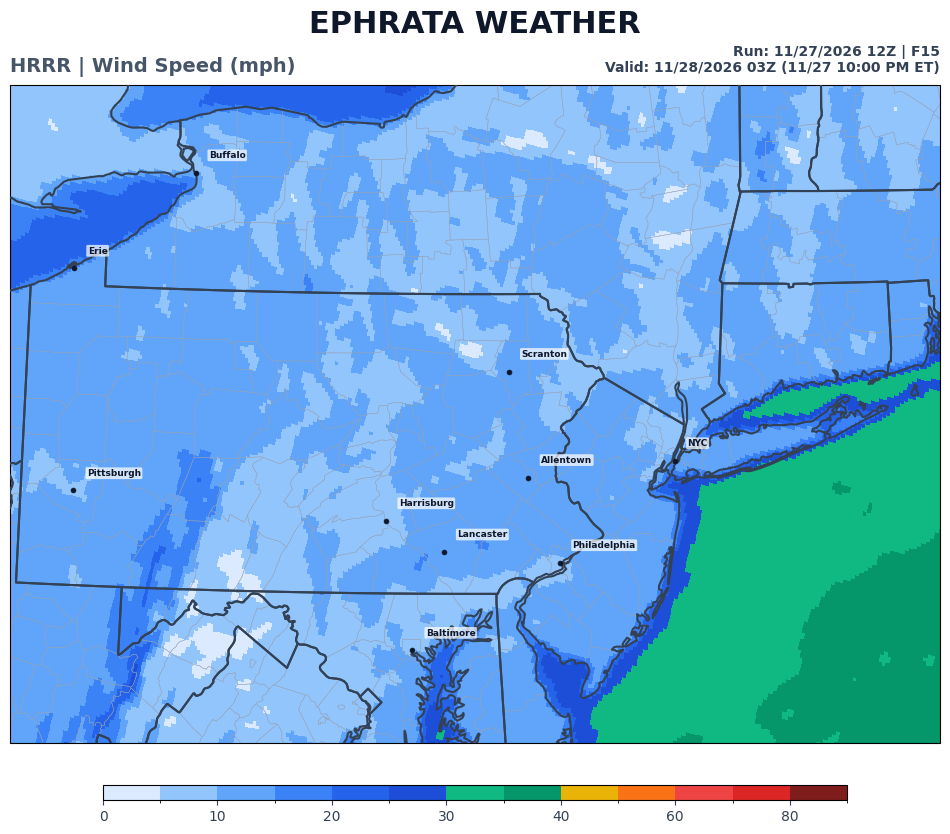 EPHRATA WEATHER
HRRR | Wind Speed (mph)
Run: 11/27/2026 12Z | F15
Valid: 11/28/2026 03Z (11/27 10:00 PM ET)
Buffalo
Erie
Scranton
NYC
Allentown
Pittsburgh
Harrisburg
Lancaster
Philadelphia
Baltimore
0 10 20 30 40 50 60 70 80